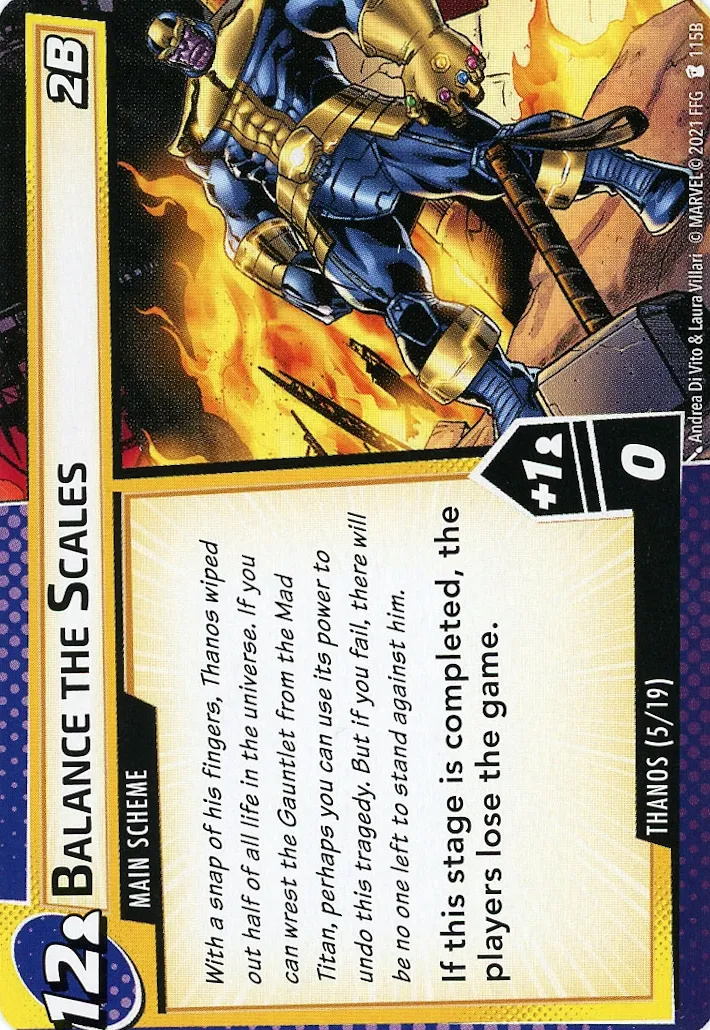 12
BALANCE THE SCALES
2B
MAIN SCHEME
With a snap of his fingers, Thanos wiped
out half of all life in the universe. If you
can wrest the Gauntlet from the Mad
Titan, perhaps you can use its power to
undo this tragedy. But if you fail, there will
be no one left to stand against him.
If this stage is completed, the
players lose the game.
+1
0
THANOS (5/19)
Andrea Di Vito & Laura Villari © MARVEL © 2021 FFG 115B